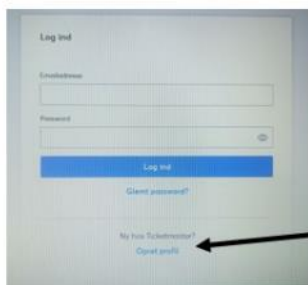 Log ind
Emailadresse
Password
Log ind
Glemt password?
Ny hos Ticketmaster?
Opret profil